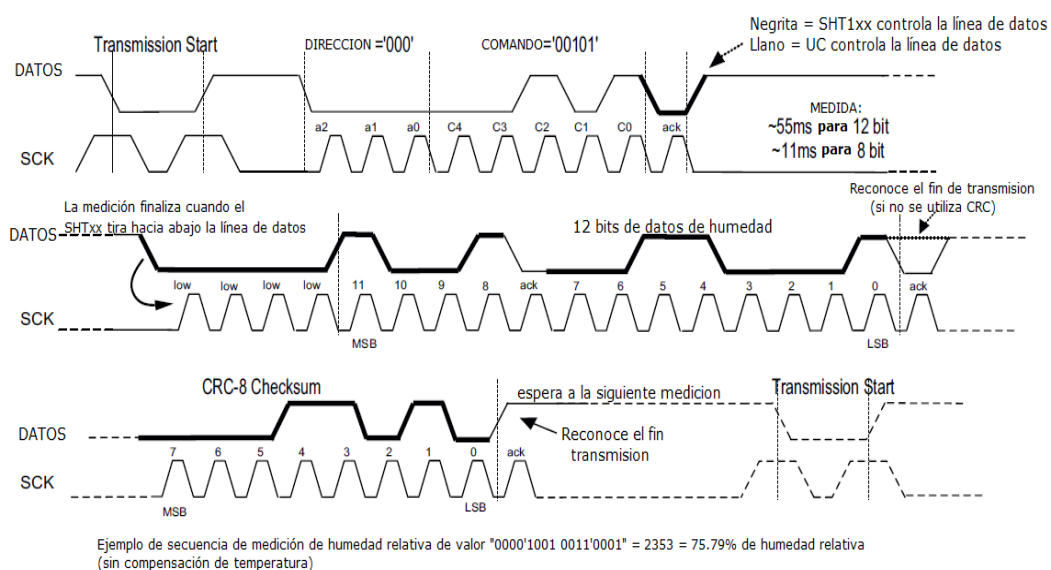 Negrita = SHT1xx controla la línea de datos
Llano = UC controla la línea de datos
Transmission Start
DIRECCION ='000'
COMANDO='00101'
DATOS
MEDIDA:
~55ms para 12 bit
~11ms para 8 bit
a2 a1 a0 C4 C3 C2 C1 C0 ack
SCK
Reconoce el fin de transmision
(si no se utiliza CRC)
La medición finaliza cuando el
SHTxx tira hacia abajo la línea de datos
12 bits de datos de humedad
DATOS
low low low low 11 10 9 8 ack 7 6 5 4 3 2 1 0 ack
SCK
MSB LSB
CRC-8 Checksum
espera a la siguiente medicion
Transmission Start
DATOS
Reconoce el fin
transmision
7 6 5 4 3 2 1 0 ack
SCK
MSB LSB
Ejemplo de secuencia de medición de humedad relativa de valor "0000'1001 0011'0001" = 2353 = 75.79% de humedad relativa
(sin compensación de temperatura)